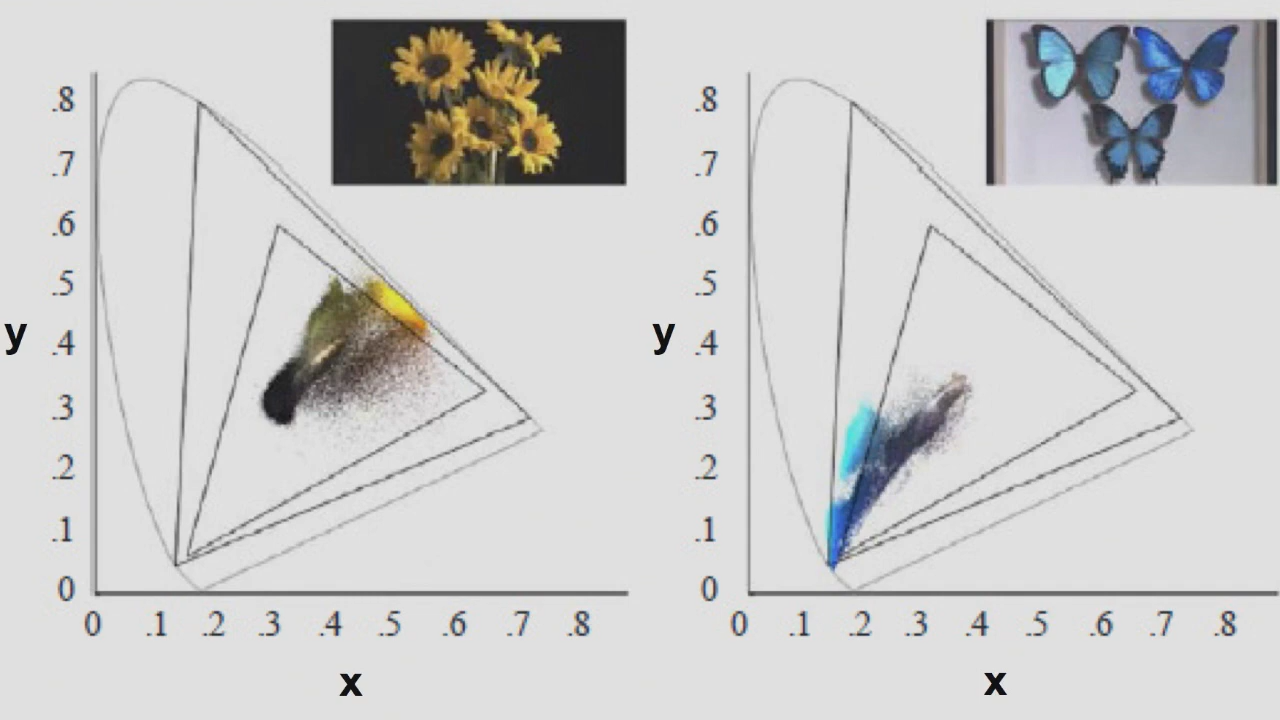 .8 .8
.7 .7
.6 .6
.5 .5
y .4 y .4
.3 .3
.2 .2
.1 .1
0 0
0 .1 .2 .3 .4 .5 .6 .7 .8 0 .1 .2 .3 .4 .5 .6 .7 .8
x x